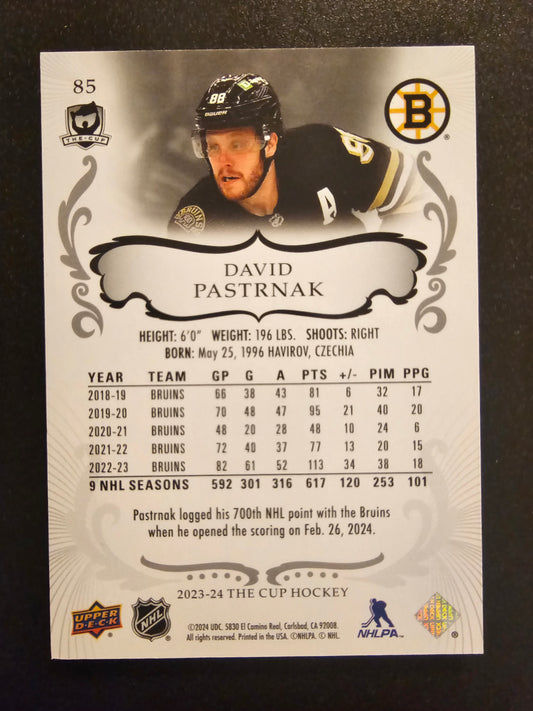 85
THE-CUP
88
BAUER
B
®
88
A
BRUINS
DAVID
PASTRNAK
HEIGHT: 6'0" WEIGHT: 196 LBS. SHOOTS: RIGHT
BORN: May 25, 1996 HAVIROV, CZECHIA
YEAR TEAM GP G A PTS +/- PIM PPG
2018-19 BRUINS 66 38 43 81 6 32 17
2019-20 BRUINS 70 48 47 95 21 40 20
2020-21 BRUINS 48 20 28 48 10 24 6
2021-22 BRUINS 72 40 37 77 13 20 15
2022-23 BRUINS 82 61 52 113 34 38 18
9 NHL SEASONS 592 301 316 617 120 253 101
Pastrnak logged his 700th NHL point with the Bruins
when he opened the scoring on Feb. 26, 2024.
2023-24 THE CUP HOCKEY
UPPER
DECK
NHL
®
©2024 UDC. 5830 El Camino Real, Carlsbad, CA 92008.
All rights reserved. Printed in the USA. ©NHLPA. © NHL.
NHLPA™
®